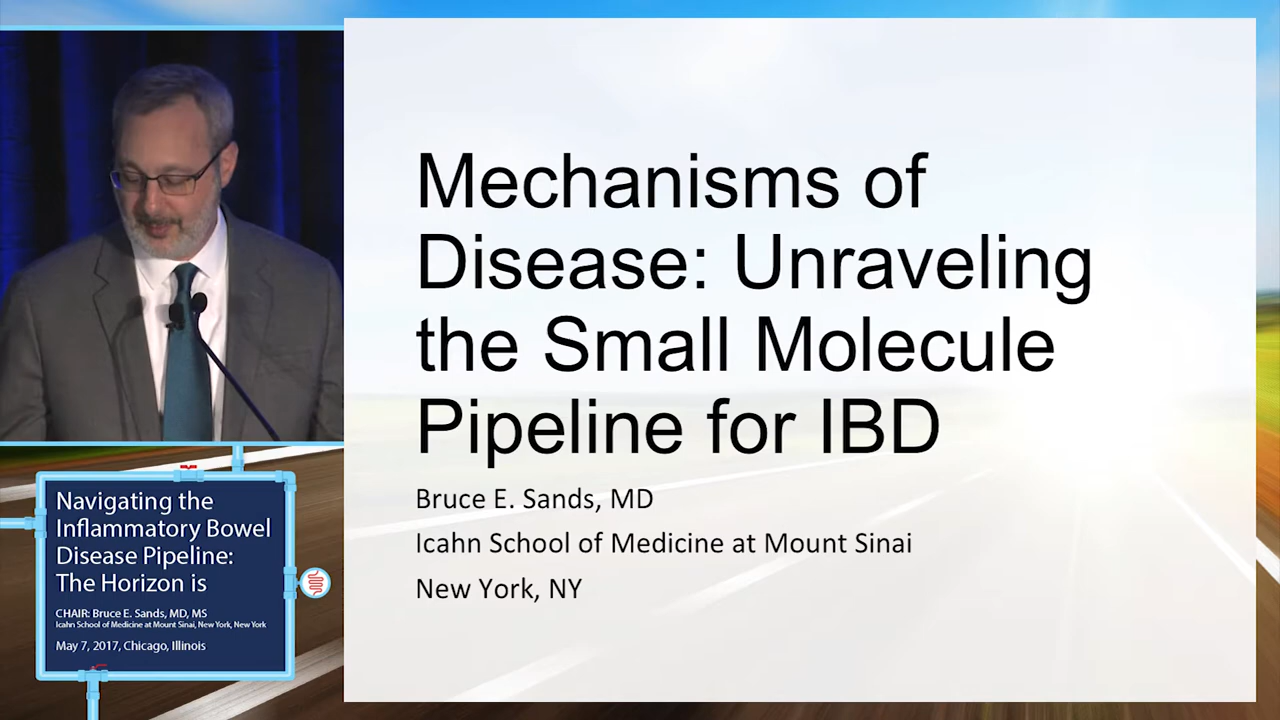 Mechanisms of
Disease: Unraveling
the Small Molecule
Pipeline for IBD
Bruce E. Sands, MD
Icahn School of Medicine at Mount Sinai
New York, NY
Navigating the
Inflammatory Bowel
Disease Pipeline:
The Horizon is
CHAIR: Bruce E. Sands, MD, MS
Icahn School of Medicine at Mount Sinai, New York, New York
May 7, 2017, Chicago, Illinois